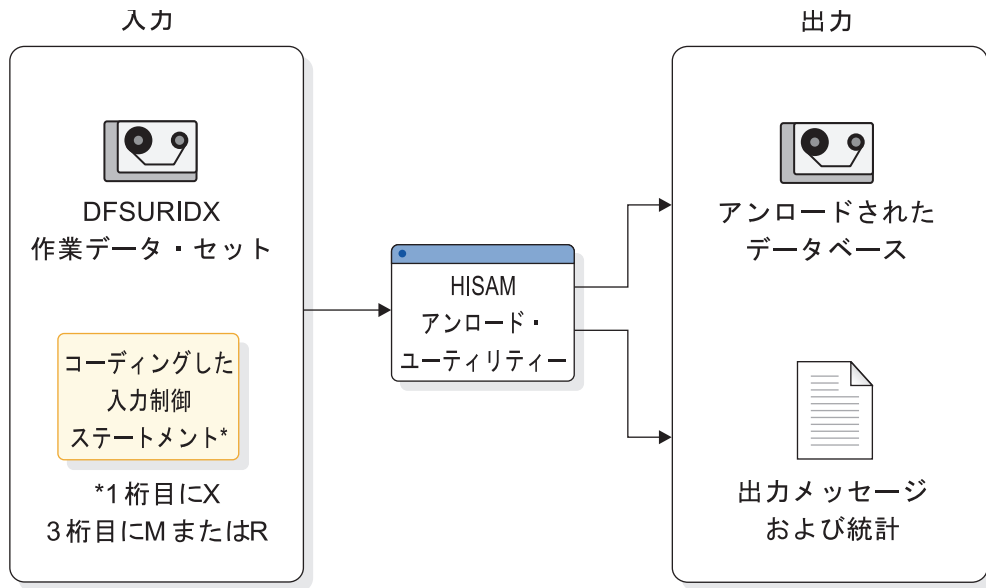 入力
DFSURIDX
作業データ・セット
コーディングした
入力制御
ステートメント*
*1桁目にX
3桁目にMまたはR
HISAM
アンロード・
ユーティリティー
出力
アンロードされた
データベース
出力メッセージ
および統計